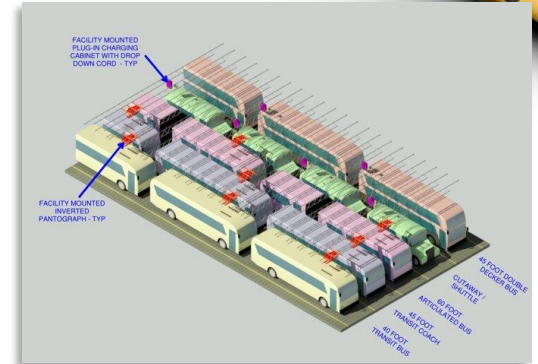 FACILITY MOUNTED
PLUG-IN CHARGING
CABINET WITH DROP
DOWN CORD - TYP
FACILITY MOUNTED
INVERTED
PANTOGRAPH - TYP
45 FOOT DOUBLE
DECKER BUS
CUTAWAY /
SHUTTLE
60 FOOT
ARTICULATED BUS
45 FOOT
TRANSIT COACH
40 FOOT
TRANSIT BUS